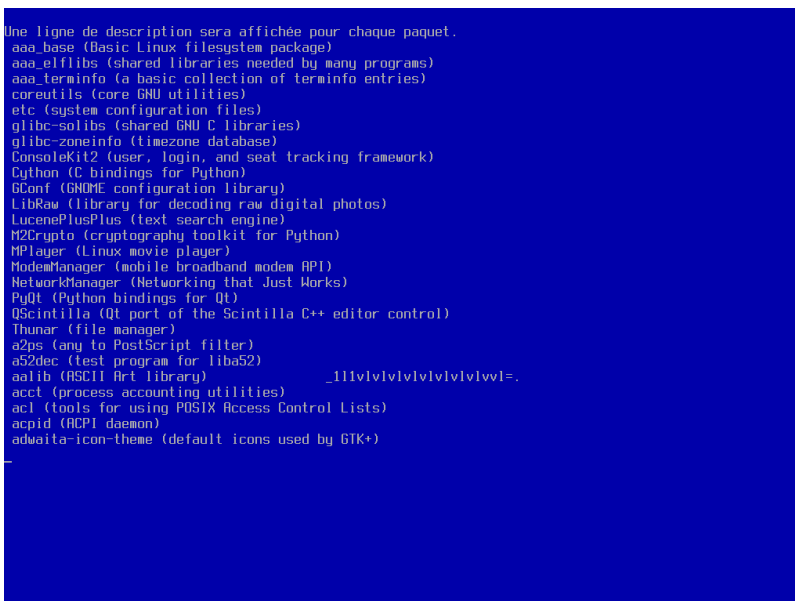 Une ligne de description sera affichée pour chaque paquet.
aaa_base (Basic Linux filesystem package)
aaa_elflibs (shared libraries needed by many programs)
aaa_terminfo (a basic collection of terminfo entries)
coreutils (core GNU utilities)
etc (system configuration files)
glibc-solibs (shared GNU C libraries)
glibc-zoneinfo (timezone database)
ConsoleKit2 (user, login, and seat tracking framework)
Cython (C bindings for Python)
GConf (GNOME configuration library)
LibRaw (library for decoding raw digital photos)
LucenePlusPlus (text search engine)
M2Crypto (cryptography toolkit for Python)
MPlayer (Linux movie player)
ModemManager (mobile broadband modem API)
NetworkManager (Networking that Just Works)
PyQt (Python bindings for Qt)
QScintilla (Qt port of the Scintilla C++ editor control)
Thunar (file manager)
a2ps (any to PostScript filter)
a52dec (test program for liba52)
aalib (ASCII Art library) _1l1vlvlvlvlvlvlvlvlvvl=.
acct (process accounting utilities)
acl (tools for using POSIX Access Control Lists)
acpid (ACPI daemon)
adwaita-icon-theme (default icons used by GTK+)